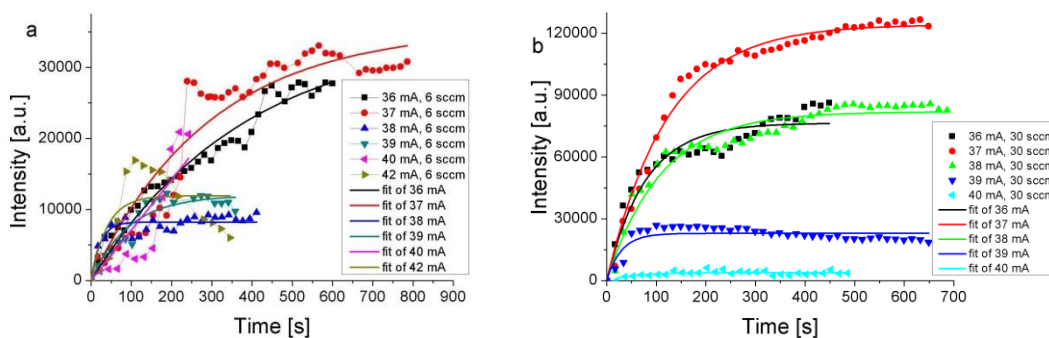 a
Intensity [a.u.]
30000
20000
10000
0
0 100 200 300 400 500 600 700 800 900
Time [s]
36 mA, 6 sccm
37 mA, 6 sccm
38 mA, 6 sccm
39 mA, 6 sccm
40 mA, 6 sccm
42 mA, 6 sccm
fit of 36 mA
fit of 37 mA
fit of 38 mA
fit of 39 mA
fit of 40 mA
fit of 42 mA
b
Intensity [a.u.]
120000
90000
60000
30000
0
0 100 200 300 400 500 600 700
Time [s]
36 mA, 30 sccm
37 mA, 30 sccm
38 mA, 30 sccm
39 mA, 30 sccm
40 mA, 30 sccm
fit of 36 mA
fit of 37 mA
fit of 38 mA
fit of 39 mA
fit of 40 mA